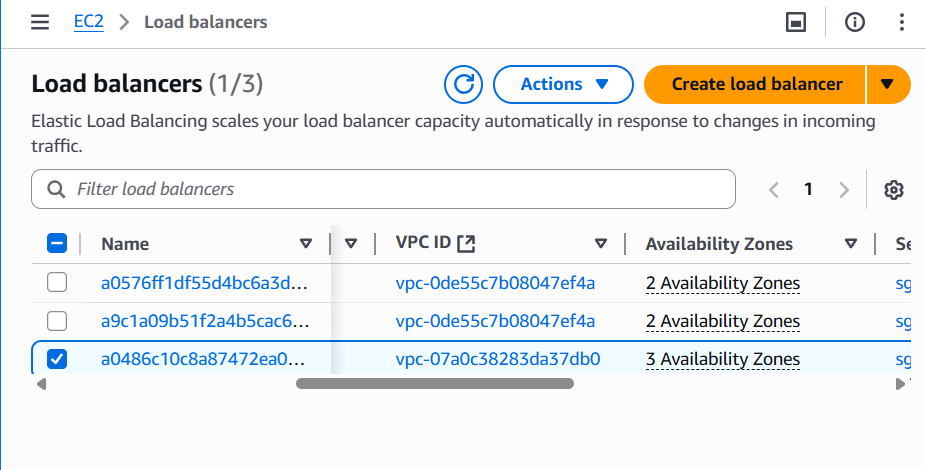 EC2 > Load balancers
Load balancers (1/3)
Actions
Create load balancer
Elastic Load Balancing scales your load balancer capacity automatically in response to changes in incoming
traffic.
Filter load balancers
1
Name VPC ID Availability Zones Se
a0576ff1df55d4bc6a3d... vpc-0de55c7b08047ef4a 2 Availability Zones sg
a9c1a09b51f2a4b5cac6... vpc-0de55c7b08047ef4a 2 Availability Zones sg
a0486c10c8a87472ea0... vpc-07a0c38283da37db0 3 Availability Zones sg